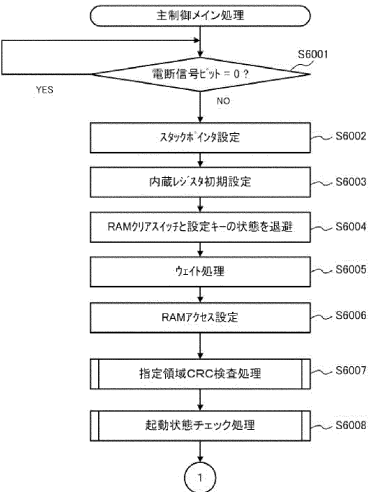 主制御メイン処理
電断信号ビット = 0 ?
S6001
YES
NO
スタックポインタ設定
S6002
内蔵レジスタ初期設定
S6003
RAMクリアスイッチと設定キーの状態を退避
S6004
ウェイト処理
S6005
RAMアクセス設定
S6006
指定領域CRC検査処理
S6007
起動状態チェック処理
S6008
1